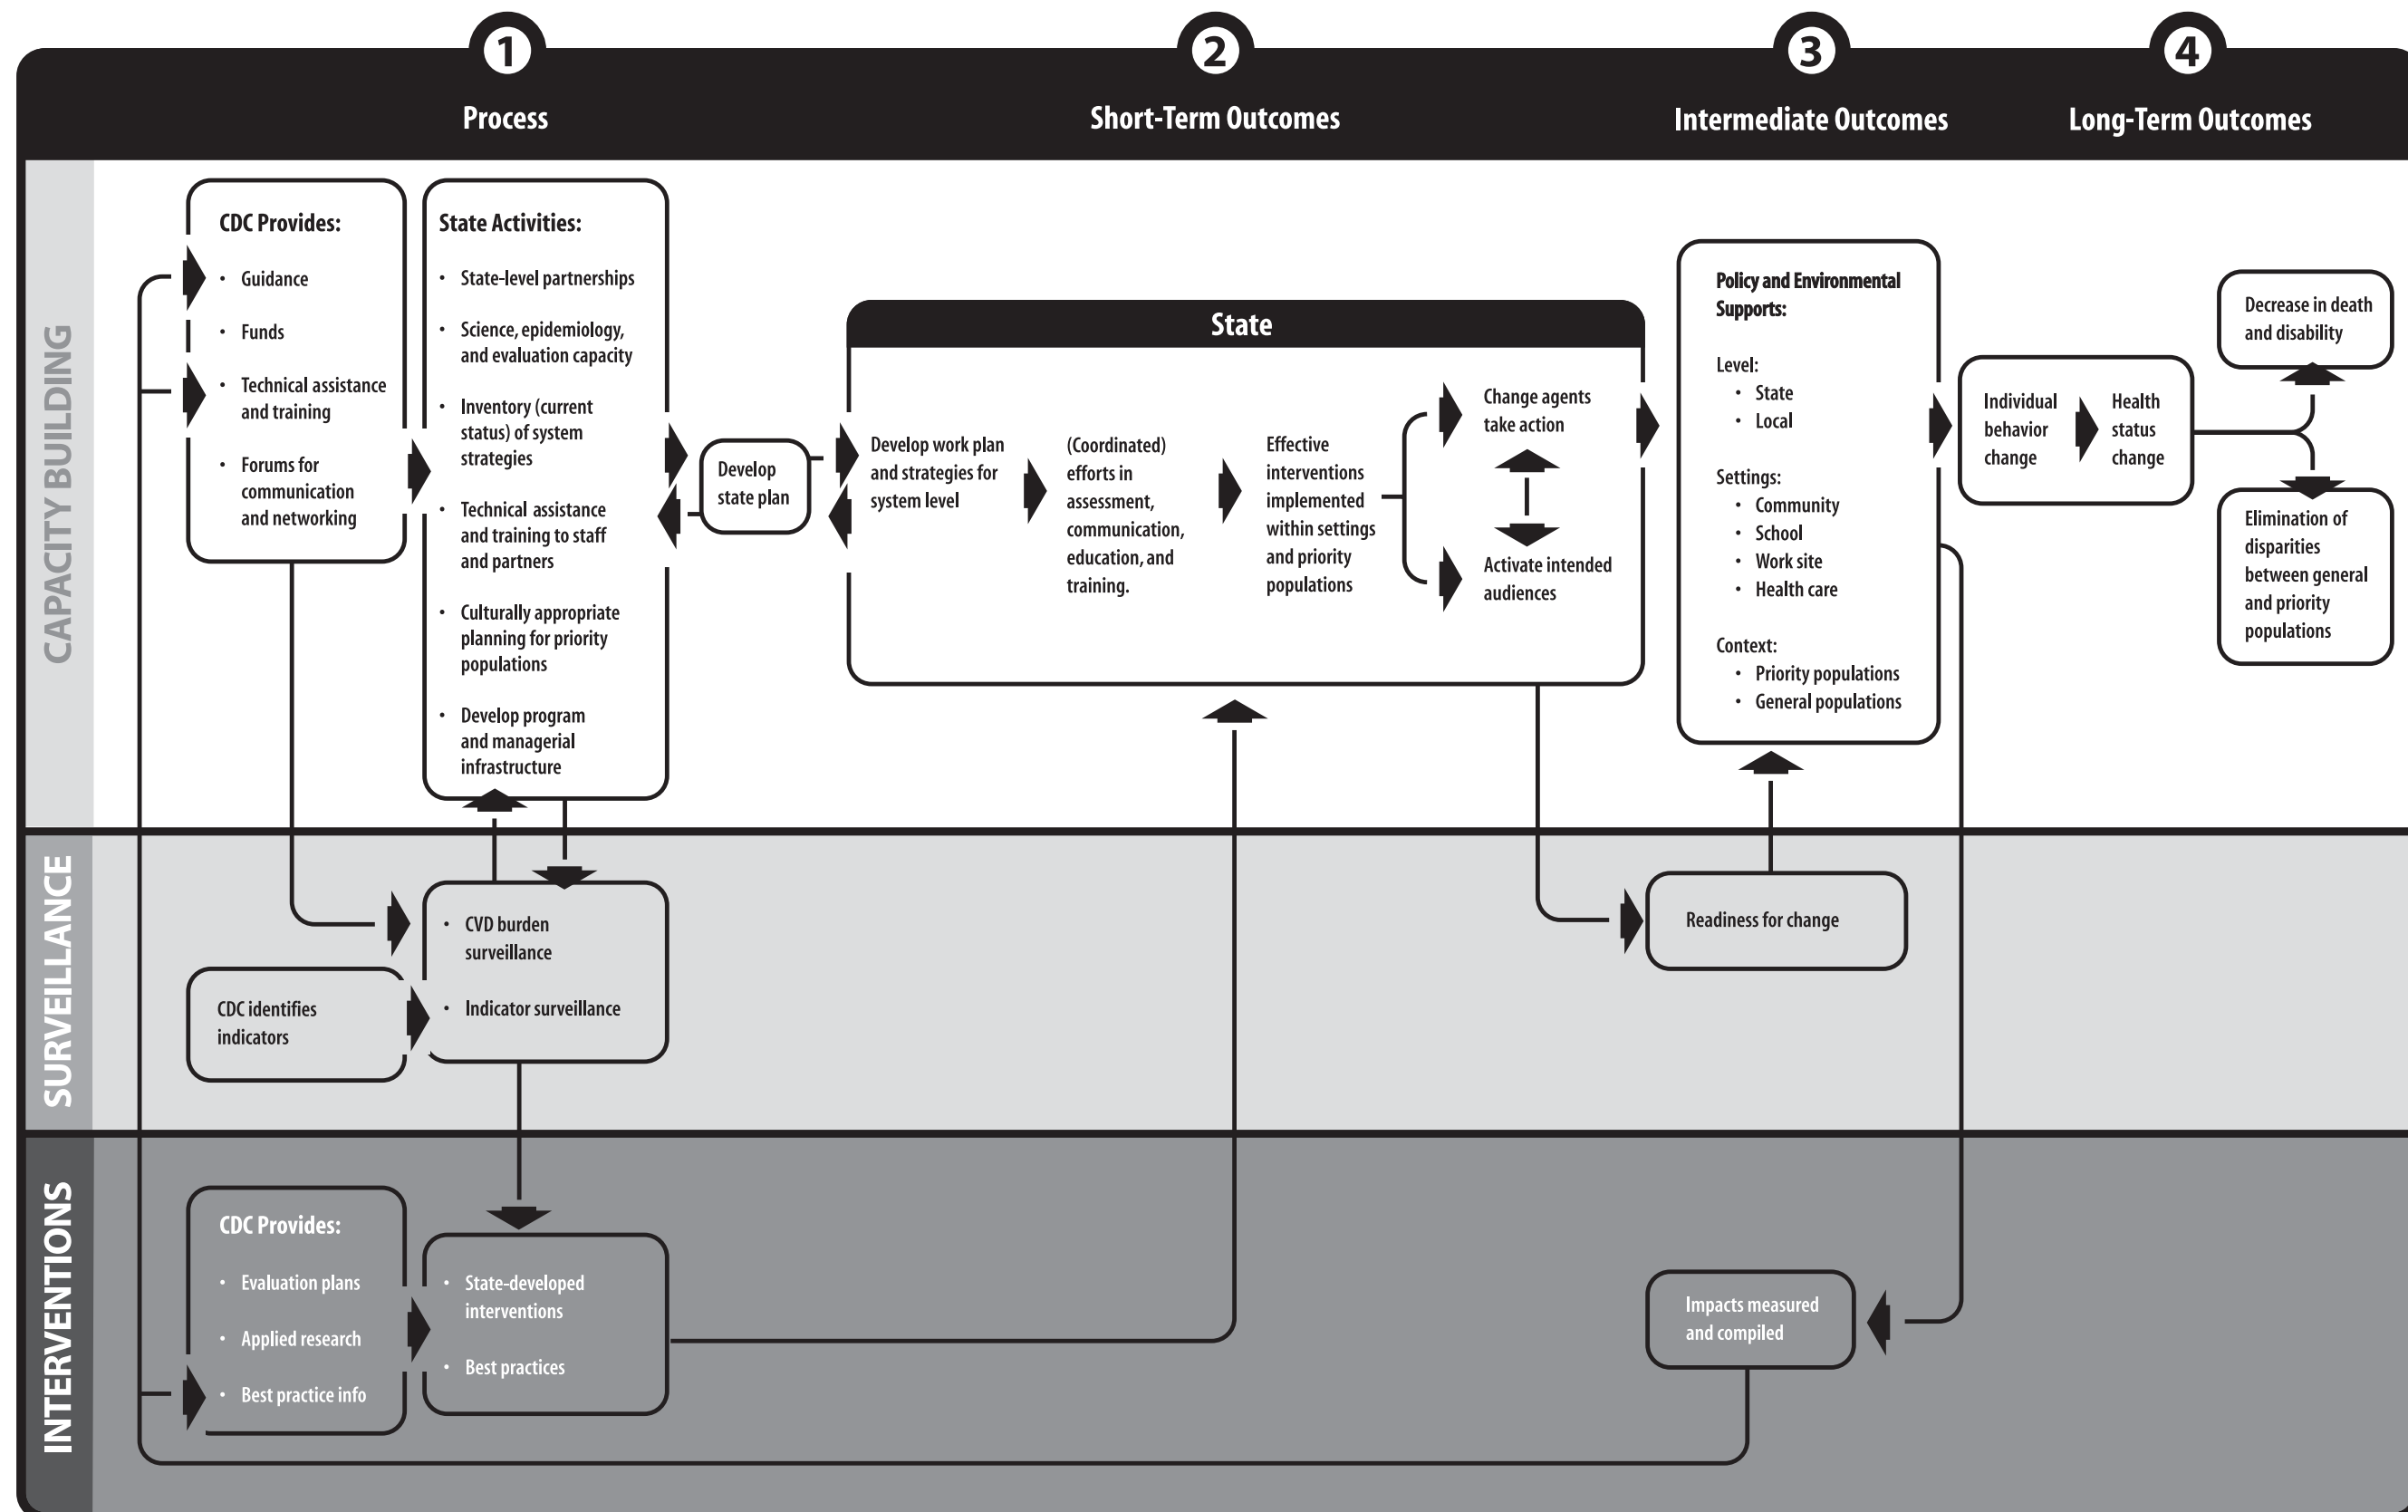 1
2
3
4
Process
Short-Term Outcomes
Intermediate Outcomes
Long-Term Outcomes
CAPACITY BUILDING
CDC Provides:
• Guidance
• Funds
• Technical assistance
and training
• Forums for
communication
and networking
State Activities:
• State-level partnerships
• Science, epidemiology,
and evaluation capacity
• Inventory (current
status) of system
strategies
• Technical assistance
and training to staff
and partners
• Culturally appropriate
planning for priority
populations
• Develop program
and managerial
infrastructure
Develop
state plan
State
Develop work plan
and strategies for
system level
(Coordinated)
efforts in
assessment,
communication,
education, and
training.
Effective
interventions
implemented
within settings
and priority
populations
Change agents
take action
Activate intended
audiences
Policy and Environmental
Supports:
Level:
• State
• Local
Settings:
• Community
• School
• Work site
• Health care
Context:
• Priority populations
• General populations
Individual
behavior
change
Health
status
change
Decrease in death
and disability
Elimination of
disparities
between general
and priority
populations
SURVEILLANCE
CDC identifies
indicators
• CVD burden
surveillance
• Indicator surveillance
Readiness for change
INTERVENTIONS
CDC Provides:
• Evaluation plans
• Applied research
• Best practice info
• State-developed
interventions
• Best practices
Impacts measured
and compiled